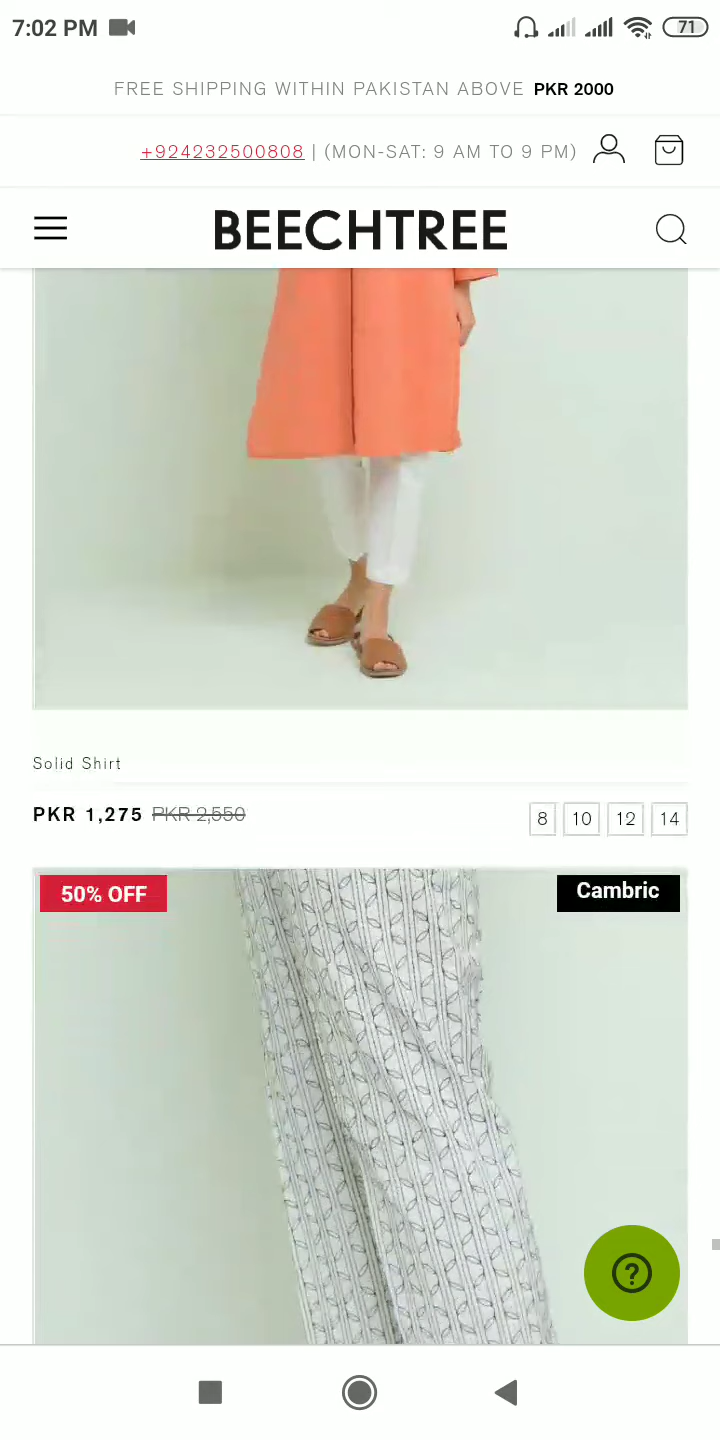 7:02 PM
71
FREE SHIPPING WITHIN PAKISTAN ABOVE PKR 2000
+924232500808 | (MON-SAT: 9 AM TO 9 PM)
BEECHTREE
Solid Shirt
PKR 1,275 PKR 2,550 8 10 12 14
50% OFF Cambric
?